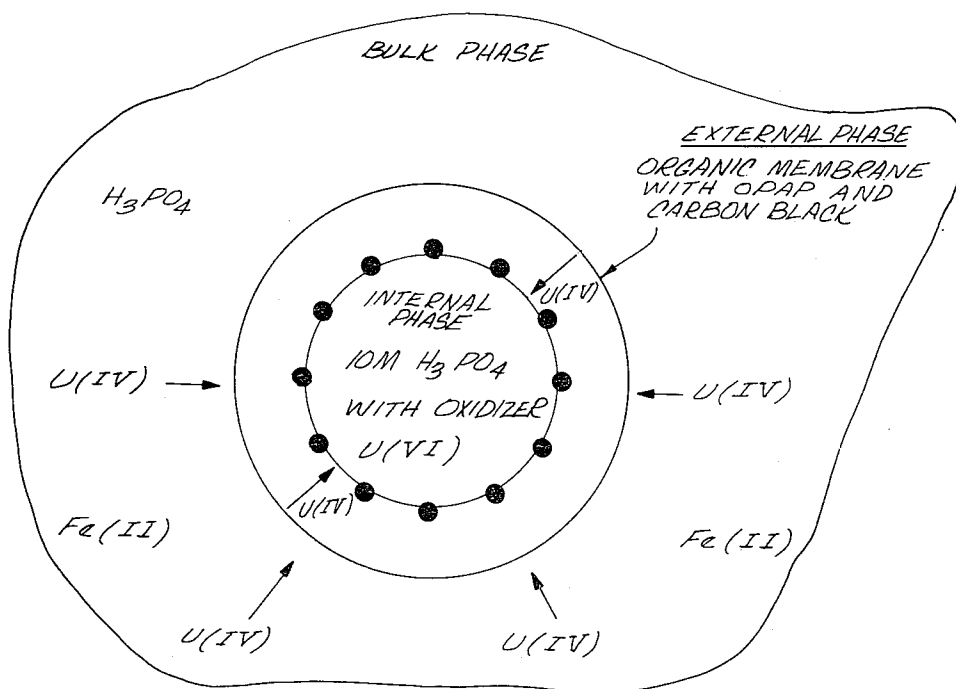 BULK PHASE
EXTERNAL PHASE
ORGANIC MEMBRANE
WITH OPAP AND
CARBON BLACK
H3PO4
U(IV)
INTERNAL
PHASE
10M H3PO4
WITH OXIDIZER
U(VI)
U(IV)
U(IV)
U(IV)
Fe(II)
Fe(II)
U(IV)
U(IV)